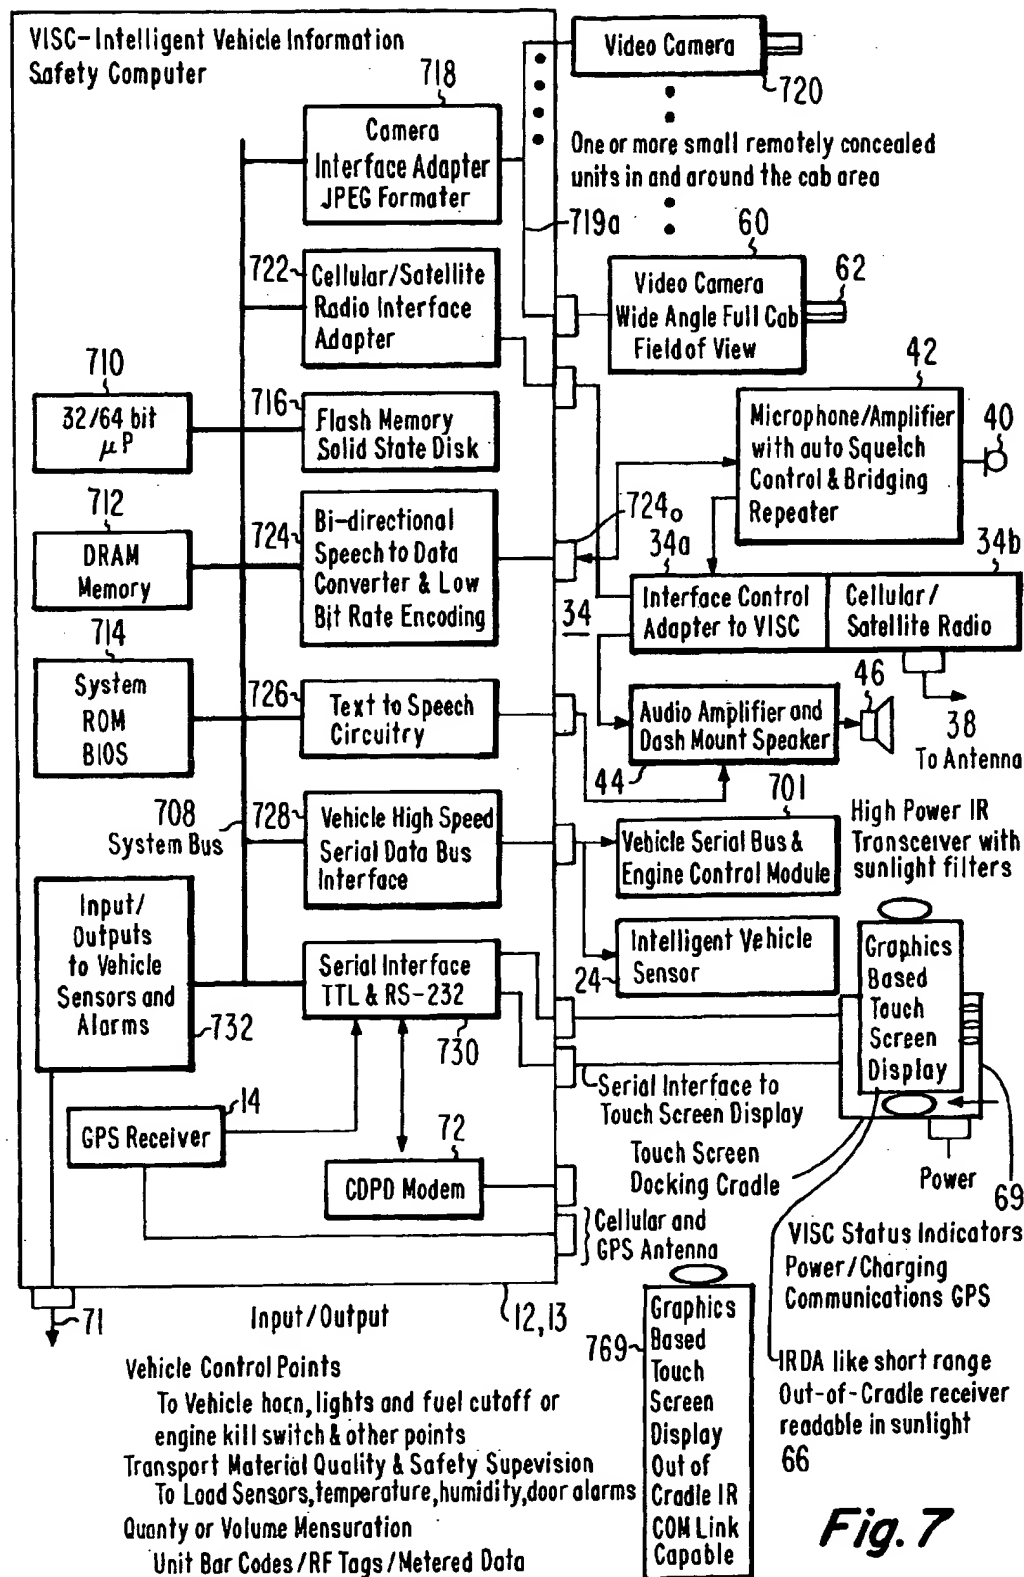 VISC-Intelligent Vehicle Information
Safety Computer
718
Camera
Interface Adapter
JPEG Formater
Video Camera
720
One or more small remotely concealed
units in and around the cab area
719a
60
Video Camera
Wide Angle Full Cab
Field of View
62
722
Cellular/Satellite
Radio Interface
Adapter
710
32/64 bit
μP
716
Flash Memory
Solid State Disk
42
Microphone/Amplifier
with auto Squelch
Control & Bridging
Repeater
40
712
DRAM
Memory
724
Bi-directional
Speech to Data
Converter & Low
Bit Rate Encoding
724o
34a
34b
34
Interface Control
Adapter to VISC
Cellular/
Satellite Radio
714
System
ROM
BIOS
726
Text to Speech
Circuitry
Audio Amplifier and
Dash Mount Speaker
44
46
38
To Antenna
708
System Bus
728
Vehicle High Speed
Serial Data Bus
Interface
701
Vehicle Serial Bus &
Engine Control Module
High Power IR
Transceiver with
sunlight filters
Input/
Outputs
to Vehicle
Sensors and
Alarms
732
Serial Interface
TTL & RS-232
730
Intelligent Vehicle
Sensor
24
Graphics
Based
Touch
Screen
Display
Serial Interface to
Touch Screen Display
14
GPS Receiver
72
CDPD Modem
Touch Screen
Docking Cradle
Power
69
Cellular and
GPS Antenna
VISC Status Indicators
Power/Charging
Communications GPS
71
Input/Output
12,13
769
Graphics
Based
Touch
Screen
Display
Out of
Cradle IR
COM Link
Capable
IRDA like short range
Out-of-Cradle receiver
readable in sunlight
66
Vehicle Control Points
To Vehicle horn, lights and fuel cutoff or
engine kill switch & other points
Transport Material Quality & Safety Supevision
To Load Sensors, temperature, humidity, door alarms
Quanty or Volume Mensuration
Unit Bar Codes/RF Tags/Metered Data
Fig. 7